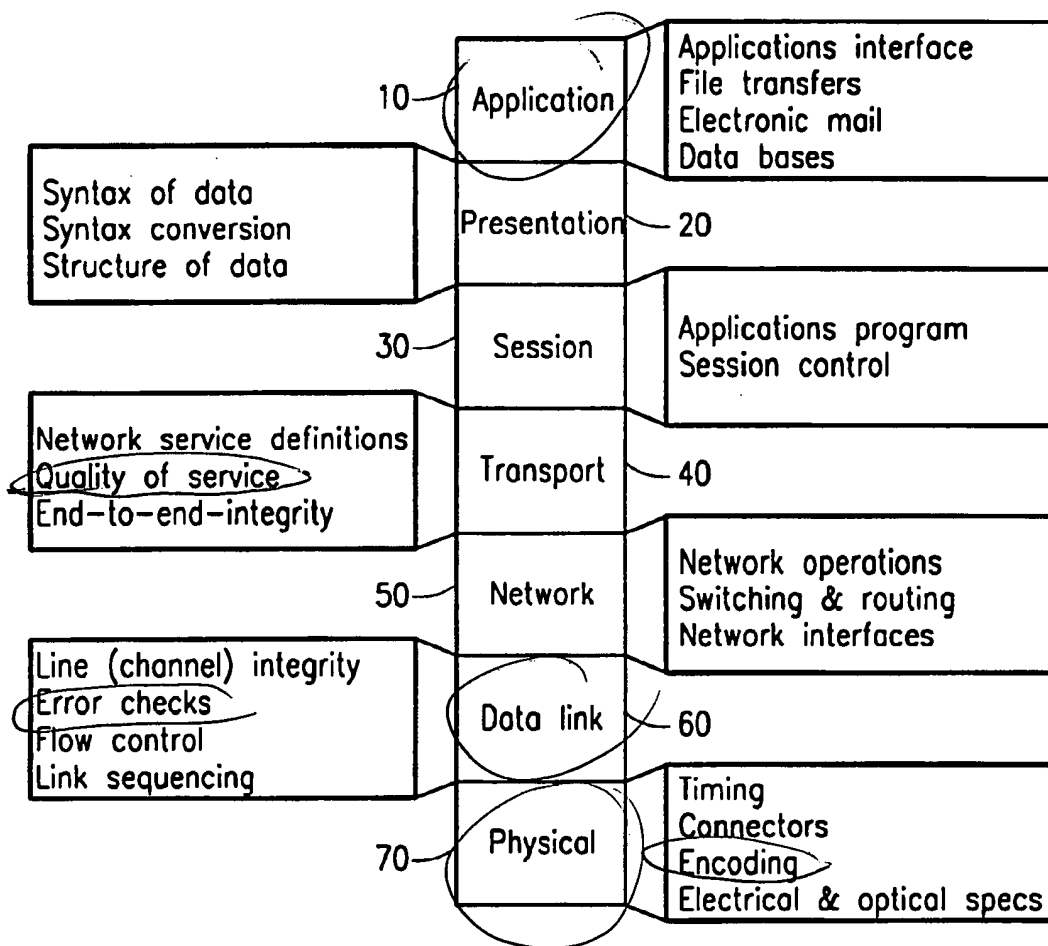 10
Application
Applications interface
File transfers
Electronic mail
Data bases
Syntax of data
Syntax conversion
Structure of data
Presentation
20
30
Session
Applications program
Session control
Network service definitions
Quality of service
End-to-end-integrity
Transport
40
50
Network
Network operations
Switching & routing
Network interfaces
Line (channel) integrity
Error checks
Flow control
Link sequencing
Data link
60
70
Physical
Timing
Connectors
Encoding
Electrical & optical specs